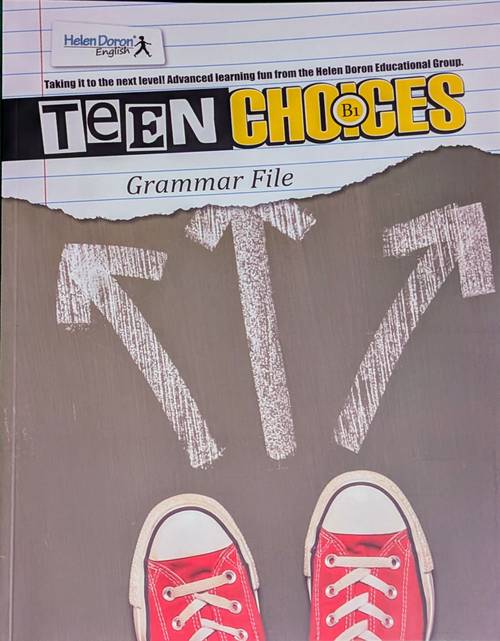 Helen Doron®
English
Taking it to the next level! Advanced learning fun from the Helen Doron Educational Group.
TeEN CHOICES
B1
Grammar File